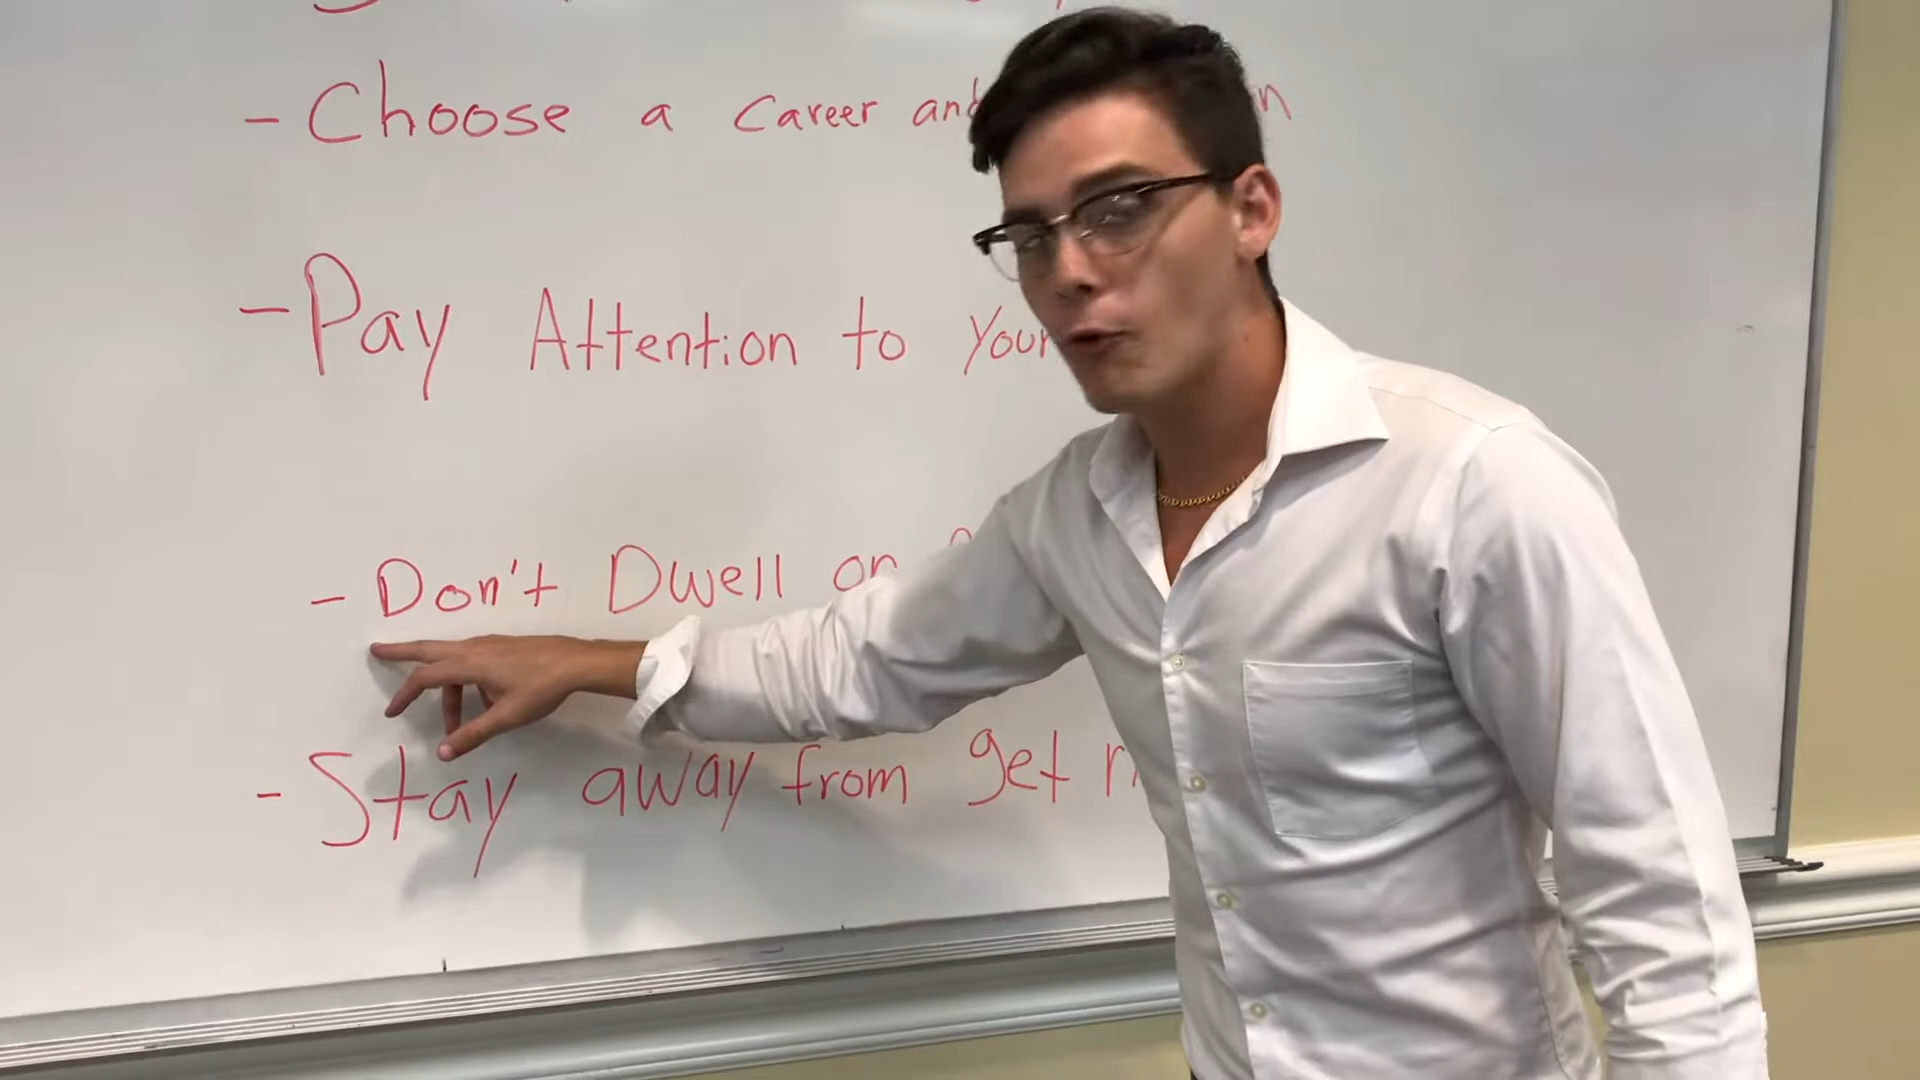 - Choose a Career and
- Pay Attention to Your
- Don't Dwell on
- Stay away from get